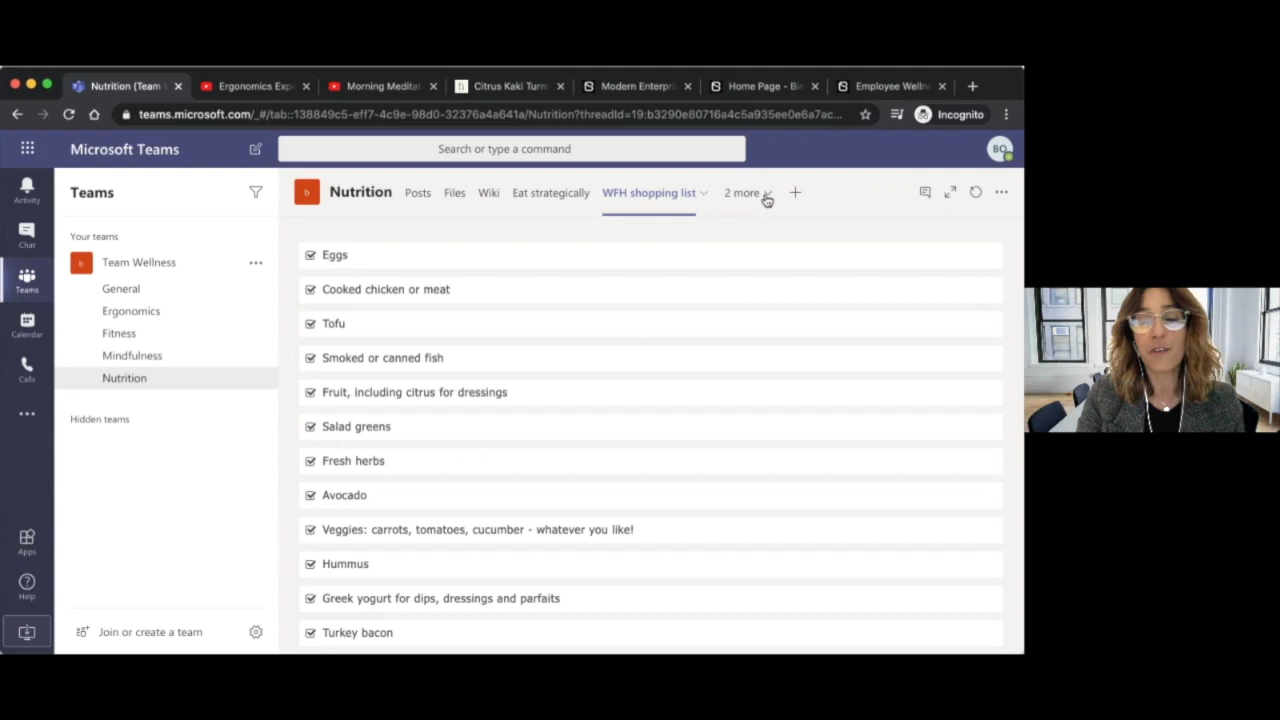 Nutrition (Team
Ergonomics Exp
Morning Meditat
Citrus Kaki Turm
Modern Enterpri
Home Page - Bin
Employee Welln
teams.microsoft.com/_#/tab::138849c5-eff7-4c9e-98d0-32376a4a641a/Nutrition?threadId=19:b3290e80716a4c5a935ee0e6a7ac...
Incognito
Microsoft Teams
Search or type a command
BO
Activity
Chat
Teams
Calendar
Calls
Apps
Help
Teams
Your teams
b
Team Wellness
General
Ergonomics
Fitness
Mindfulness
Nutrition
Hidden teams
Join or create a team
b
Nutrition
Posts
Files
Wiki
Eat strategically
WFH shopping list
2 more
Eggs
Cooked chicken or meat
Tofu
Smoked or canned fish
Fruit, including citrus for dressings
Salad greens
Fresh herbs
Avocado
Veggies: carrots, tomatoes, cucumber - whatever you like!
Hummus
Greek yogurt for dips, dressings and parfaits
Turkey bacon